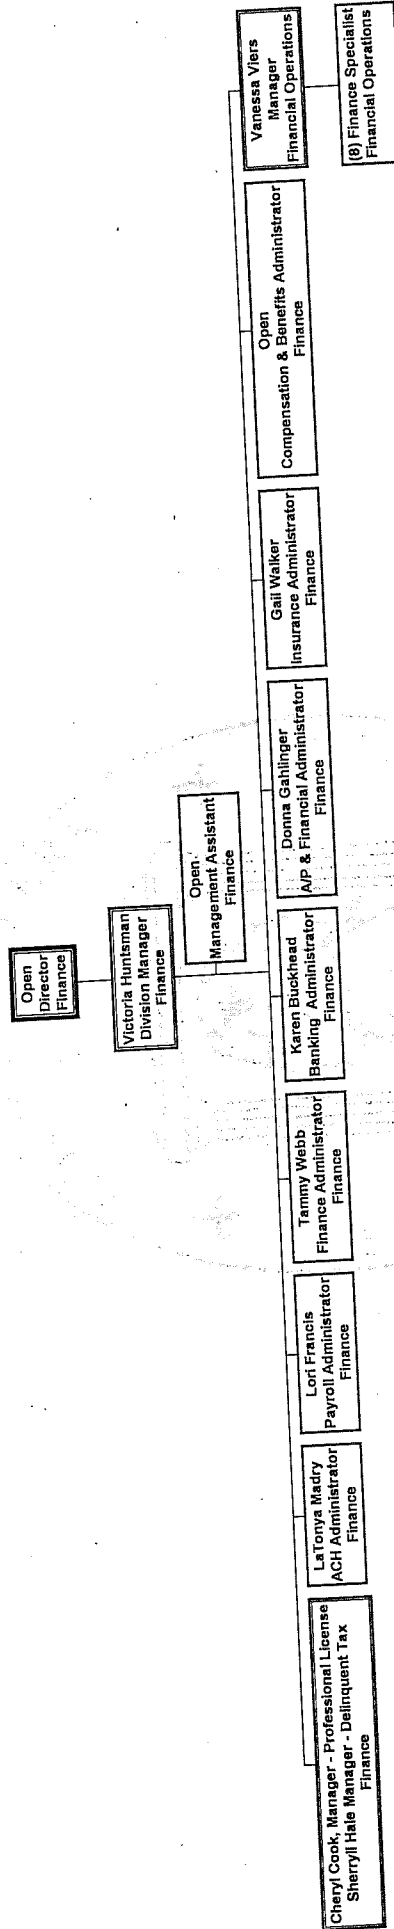 Open
Director
Finance
Victoria Huntsman
Division Manager
Finance
Open
Management Assistant
Finance
Cheryl Cook, Manager - Professional License
Sherryll Hale Manager - Delinquent Tax
Finance
LaTonya Madry
ACH Administrator
Finance
Lori Francis
Payroll Administrator
Finance
Tammy Webb
Finance Administrator
Finance
Karen Buckhead
Banking Administrator
Finance
Donna Gahlinger
A/P & Financial Administrator
Finance
Gail Walker
Insurance Administrator
Finance
Open
Compensation & Benefits Administrator
Finance
Vanessa Viers
Manager
Financial Operations
(8) Finance Specialist
Financial Operations